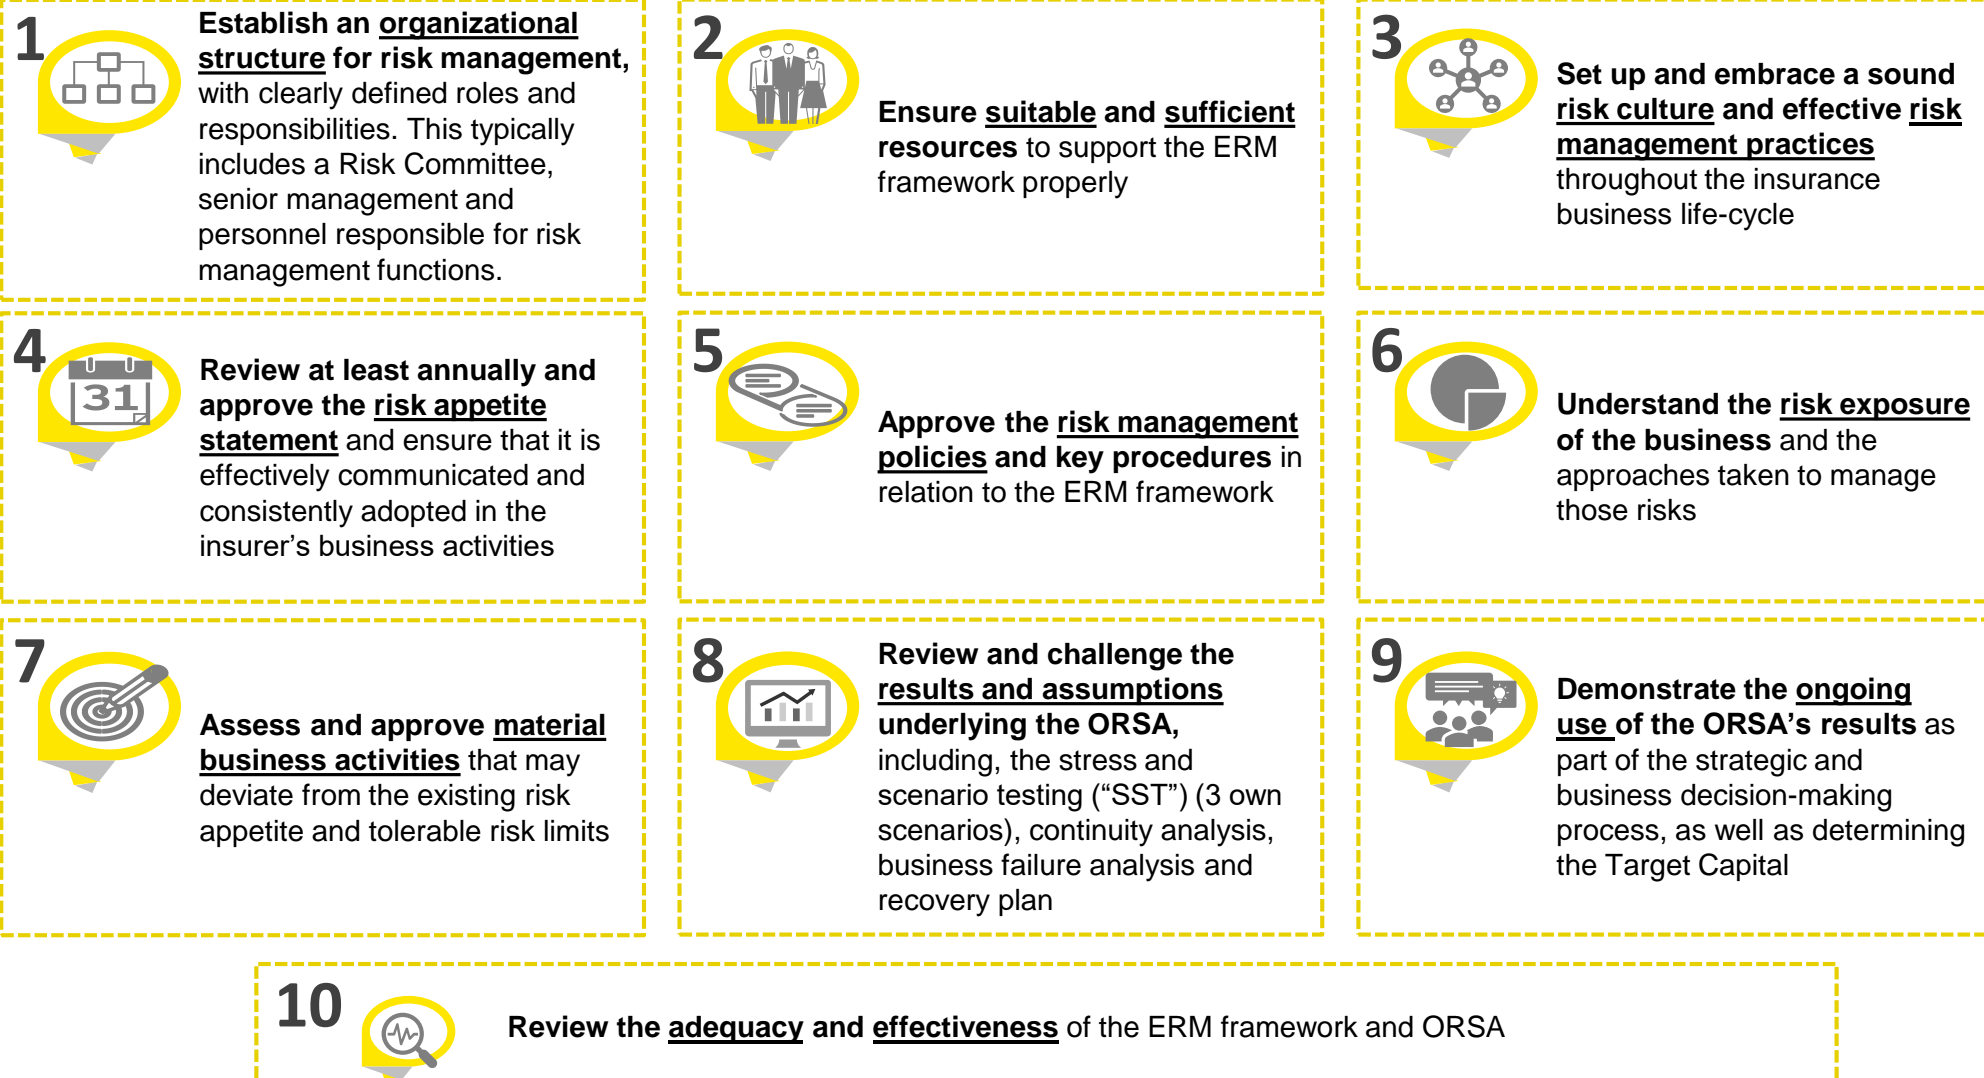 1
Establish an organizational
structure for risk management,
with clearly defined roles and
responsibilities. This typically
includes a Risk Committee,
senior management and
personnel responsible for risk
management functions.
2
Ensure suitable and sufficient
resources to support the ERM
framework properly
3
Set up and embrace a sound
risk culture and effective risk
management practices
throughout the insurance
business life-cycle
4
31
Review at least annually and
approve the risk appetite
statement and ensure that it is
effectively communicated and
consistently adopted in the
insurer’s business activities
5
Approve the risk management
policies and key procedures in
relation to the ERM framework
6
Understand the risk exposure
of the business and the
approaches taken to manage
those risks
7
Assess and approve material
business activities that may
deviate from the existing risk
appetite and tolerable risk limits
8
Review and challenge the
results and assumptions
underlying the ORSA,
including, the stress and
scenario testing (“SST”) (3 own
scenarios), continuity analysis,
business failure analysis and
recovery plan
9
Demonstrate the ongoing
use of the ORSA’s results as
part of the strategic and
business decision-making
process, as well as determining
the Target Capital
10
Review the adequacy and effectiveness of the ERM framework and ORSA